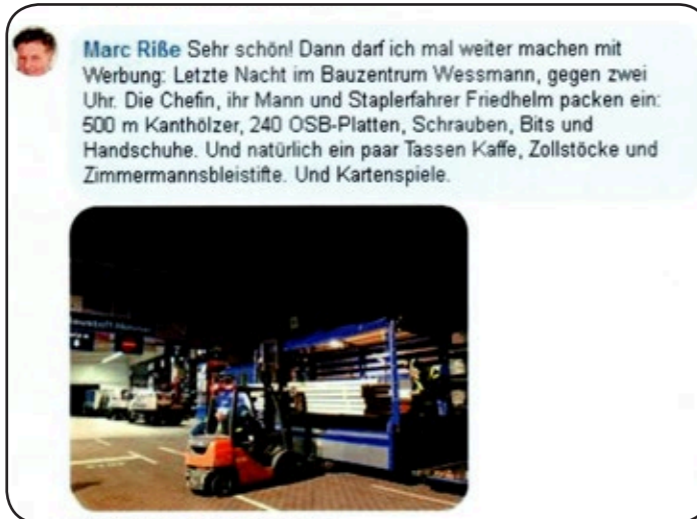 Marc Riße Sehr schön! Dann darf ich mal weiter machen mit
Werbung: Letzte Nacht im Bauzentrum Wessmann, gegen zwei
Uhr. Die Chefin, ihr Mann und Staplerfahrer Friedhelm packen ein:
500 m Kanthölzer, 240 OSB-Platten, Schrauben, Bits und
Handschuhe. Und natürlich ein paar Tassen Kaffe, Zollstöcke und
Zimmermannsbleistifte. Und Kartenspiele.